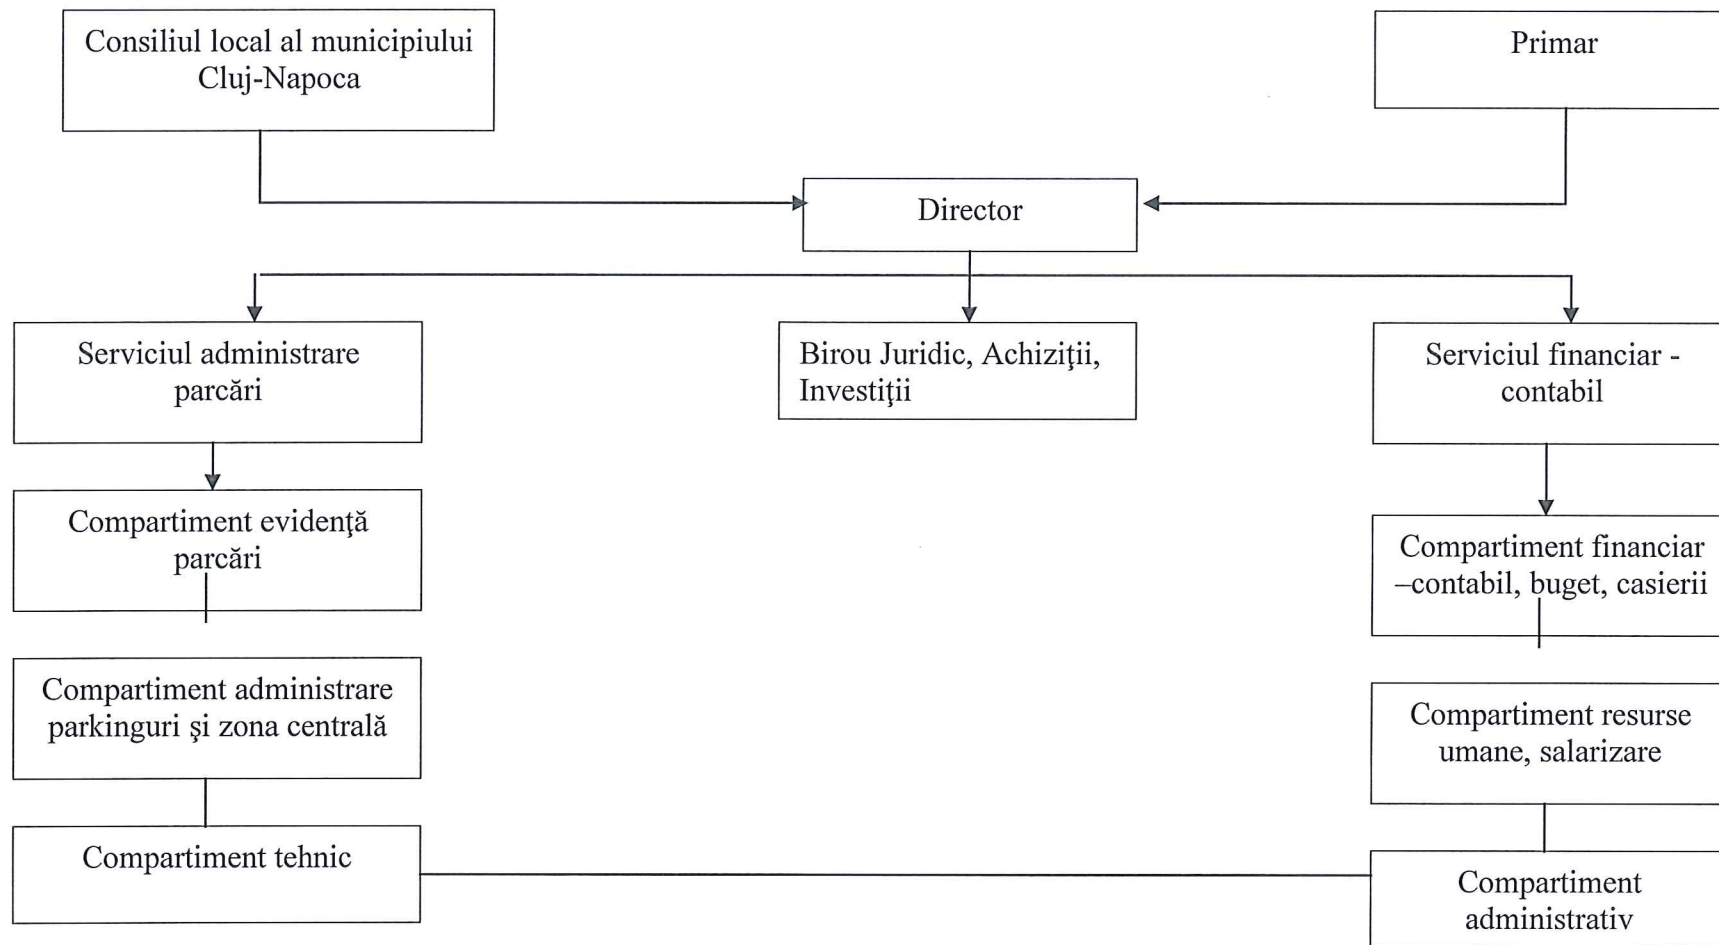 Consiliul local al municipiului
Cluj-Napoca
Primar
Director
Serviciul administrare
parcări
Birou Juridic, Achiziţii,
Investiţii
Serviciul financiar -
contabil
Compartiment evidenţă
parcări
Compartiment financiar
–contabil, buget, casierii
Compartiment administrare
parkinguri şi zona centrală
Compartiment resurse
umane, salarizare
Compartiment tehnic
Compartiment
administrativ